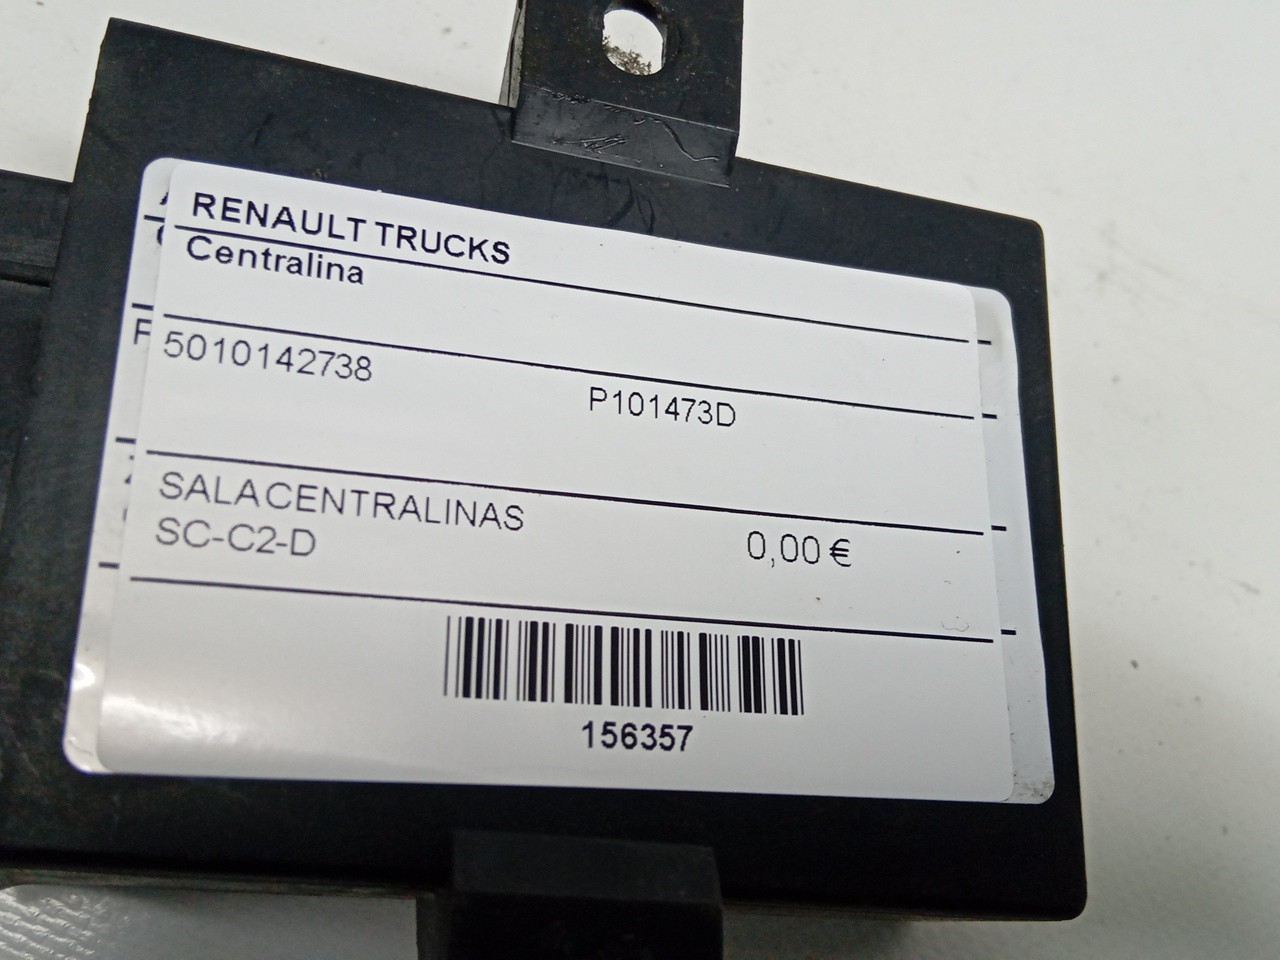 RENAULT TRUCKS
Centralina
5010142738
P101473D
SALACENTRALINAS
SC-C2-D
0,00 €
156357